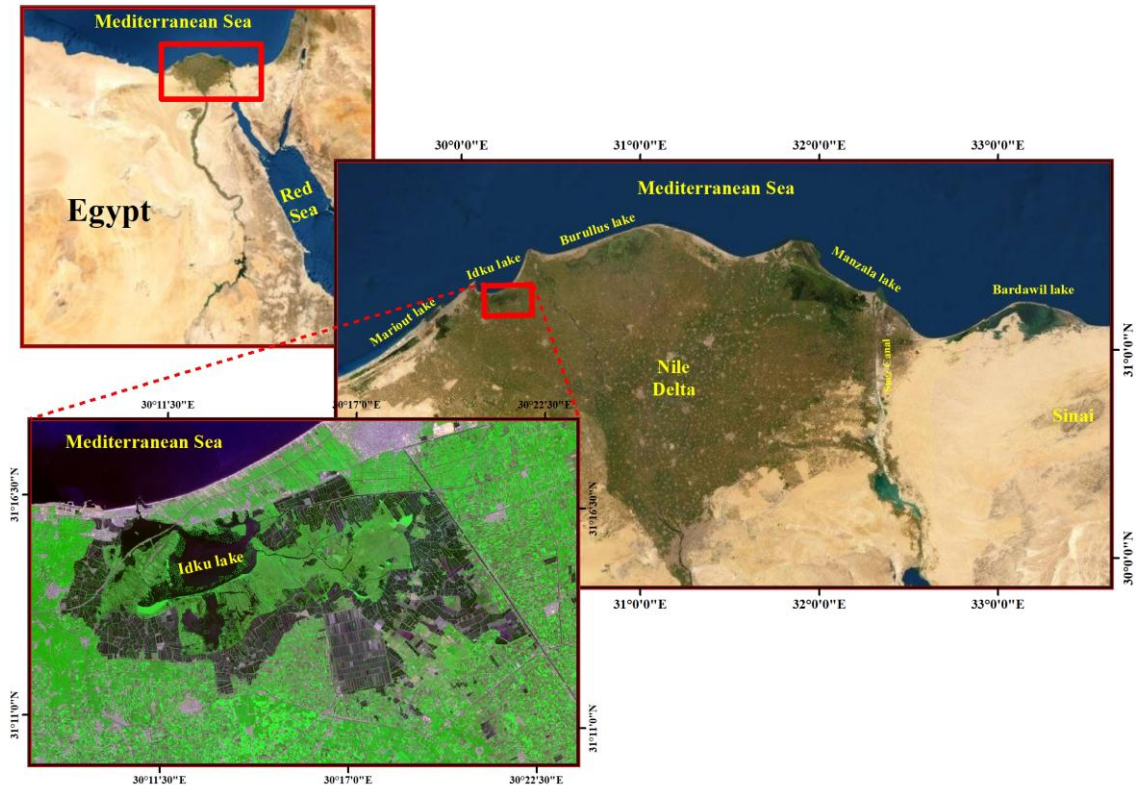 Mediterranean Sea
Egypt
Red
Sea
30°0'0"E
31°0'0"E
32°0'0"E
33°0'0"E
Mediterranean Sea
Burullus lake
Idku lake
Mariout lake
Manzala lake
Bardawil lake
Nile
Delta
Suez Canal
Sinai
31°0'0"N
30°0'0"N
31°0'0"E
32°0'0"E
33°0'0"E
30°11'30"E
30°17'0"E
30°22'30"E
Mediterranean Sea
Idku lake
31°16'30"N
31°11'0"N
31°16'30"N
31°11'0"N
30°11'30"E
30°17'0"E
30°22'30"E